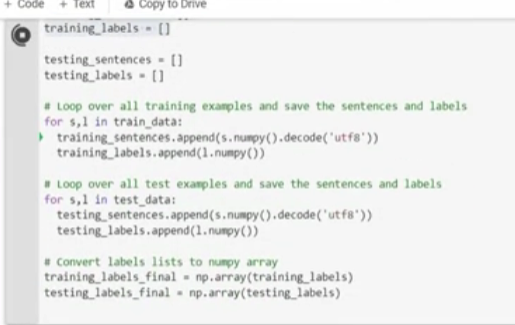 + Code + Text Copy to Drive
training_labels = []
testing_sentences = []
testing_labels = []
# Loop over all training examples and save the sentences and labels
for s,l in train_data:
training_sentences.append(s.numpy().decode('utf8'))
training_labels.append(l.numpy())
# Loop over all test examples and save the sentences and labels
for s,l in test_data:
testing_sentences.append(s.numpy().decode('utf8'))
testing_labels.append(l.numpy())
# Convert labels lists to numpy array
training_labels_final = np.array(training_labels)
testing_labels_final = np.array(testing_labels)